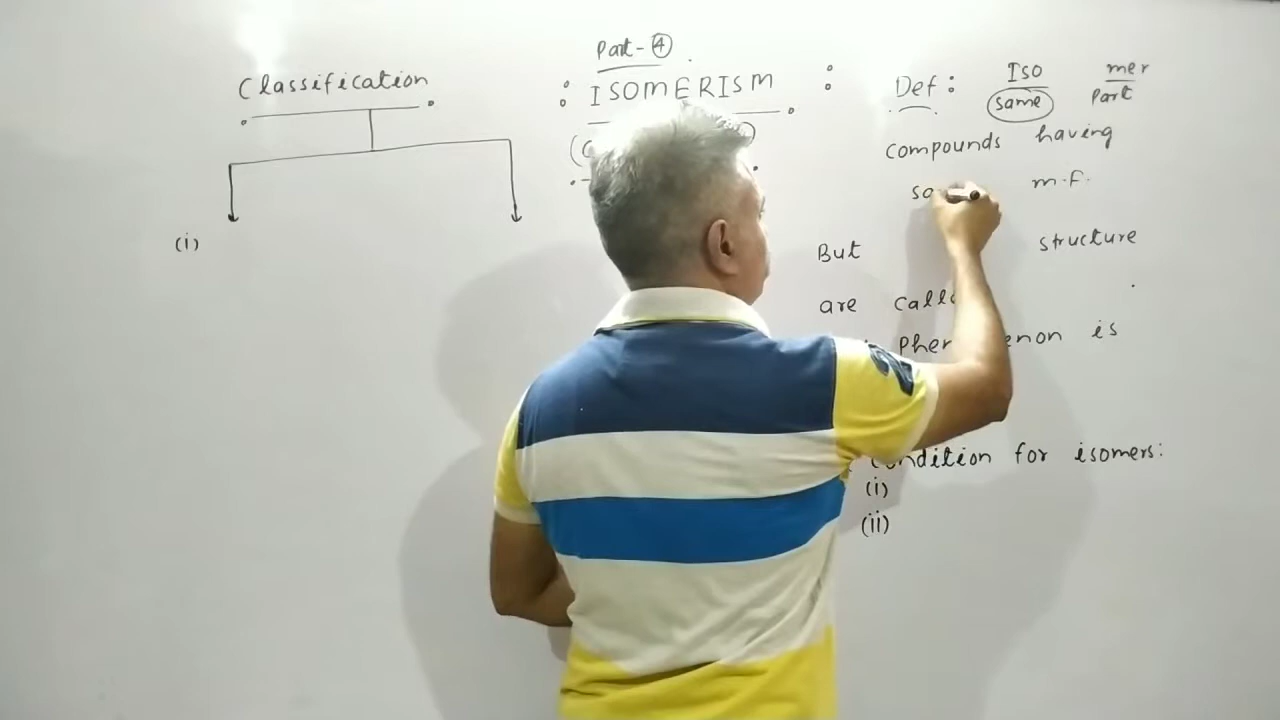 Part-4
Classification
: ISOMERISM :
(i)
Def: Iso mer
same Part
compounds having
m.F.
But structure
are
is
condition for isomers:
(i)
(ii)